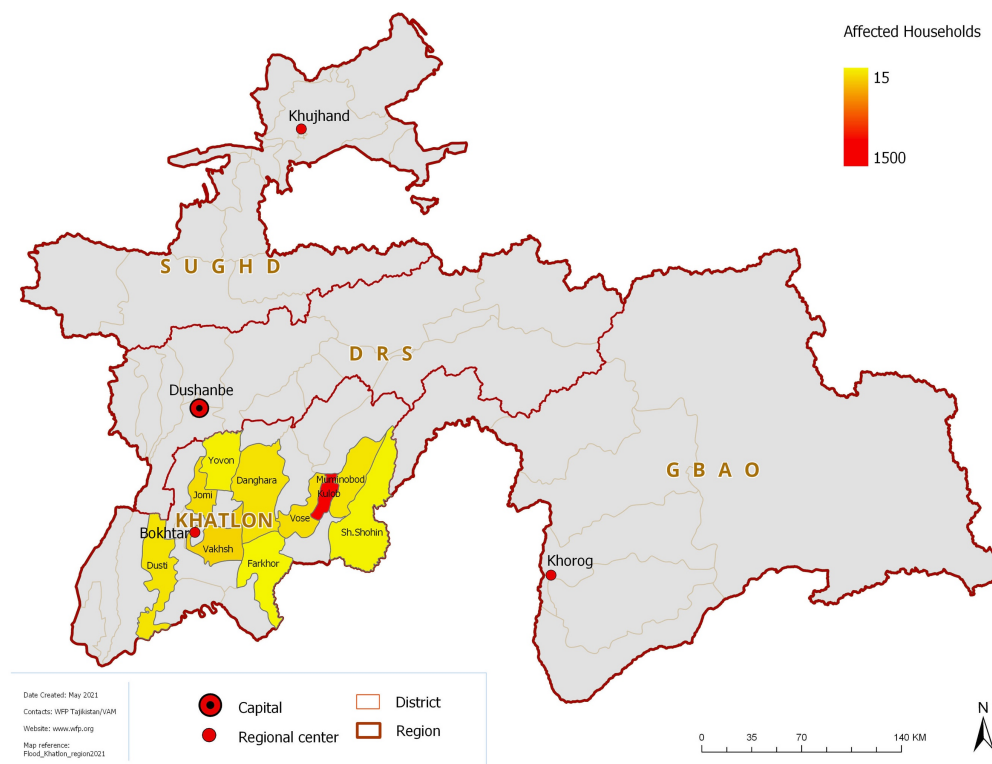 Affected Households
15
1500
Khujhand
S U G H D
D R S
Dushanbe
G B A O
Yovon
Danghara
Muminobod
Jomi
Kulob
KHATLON
Vose
Bokhtar
Sh.Shohin
Vakhsh
Farkhor
Dusti
Khorog
Date Created: May 2021
Contacts: WFP Tajikistan/VAM
Website: www.wfp.org
Map reference:
Flood_Khatlon_region2021
Capital
Regional center
District
Region
N
0 35 70 140 KM